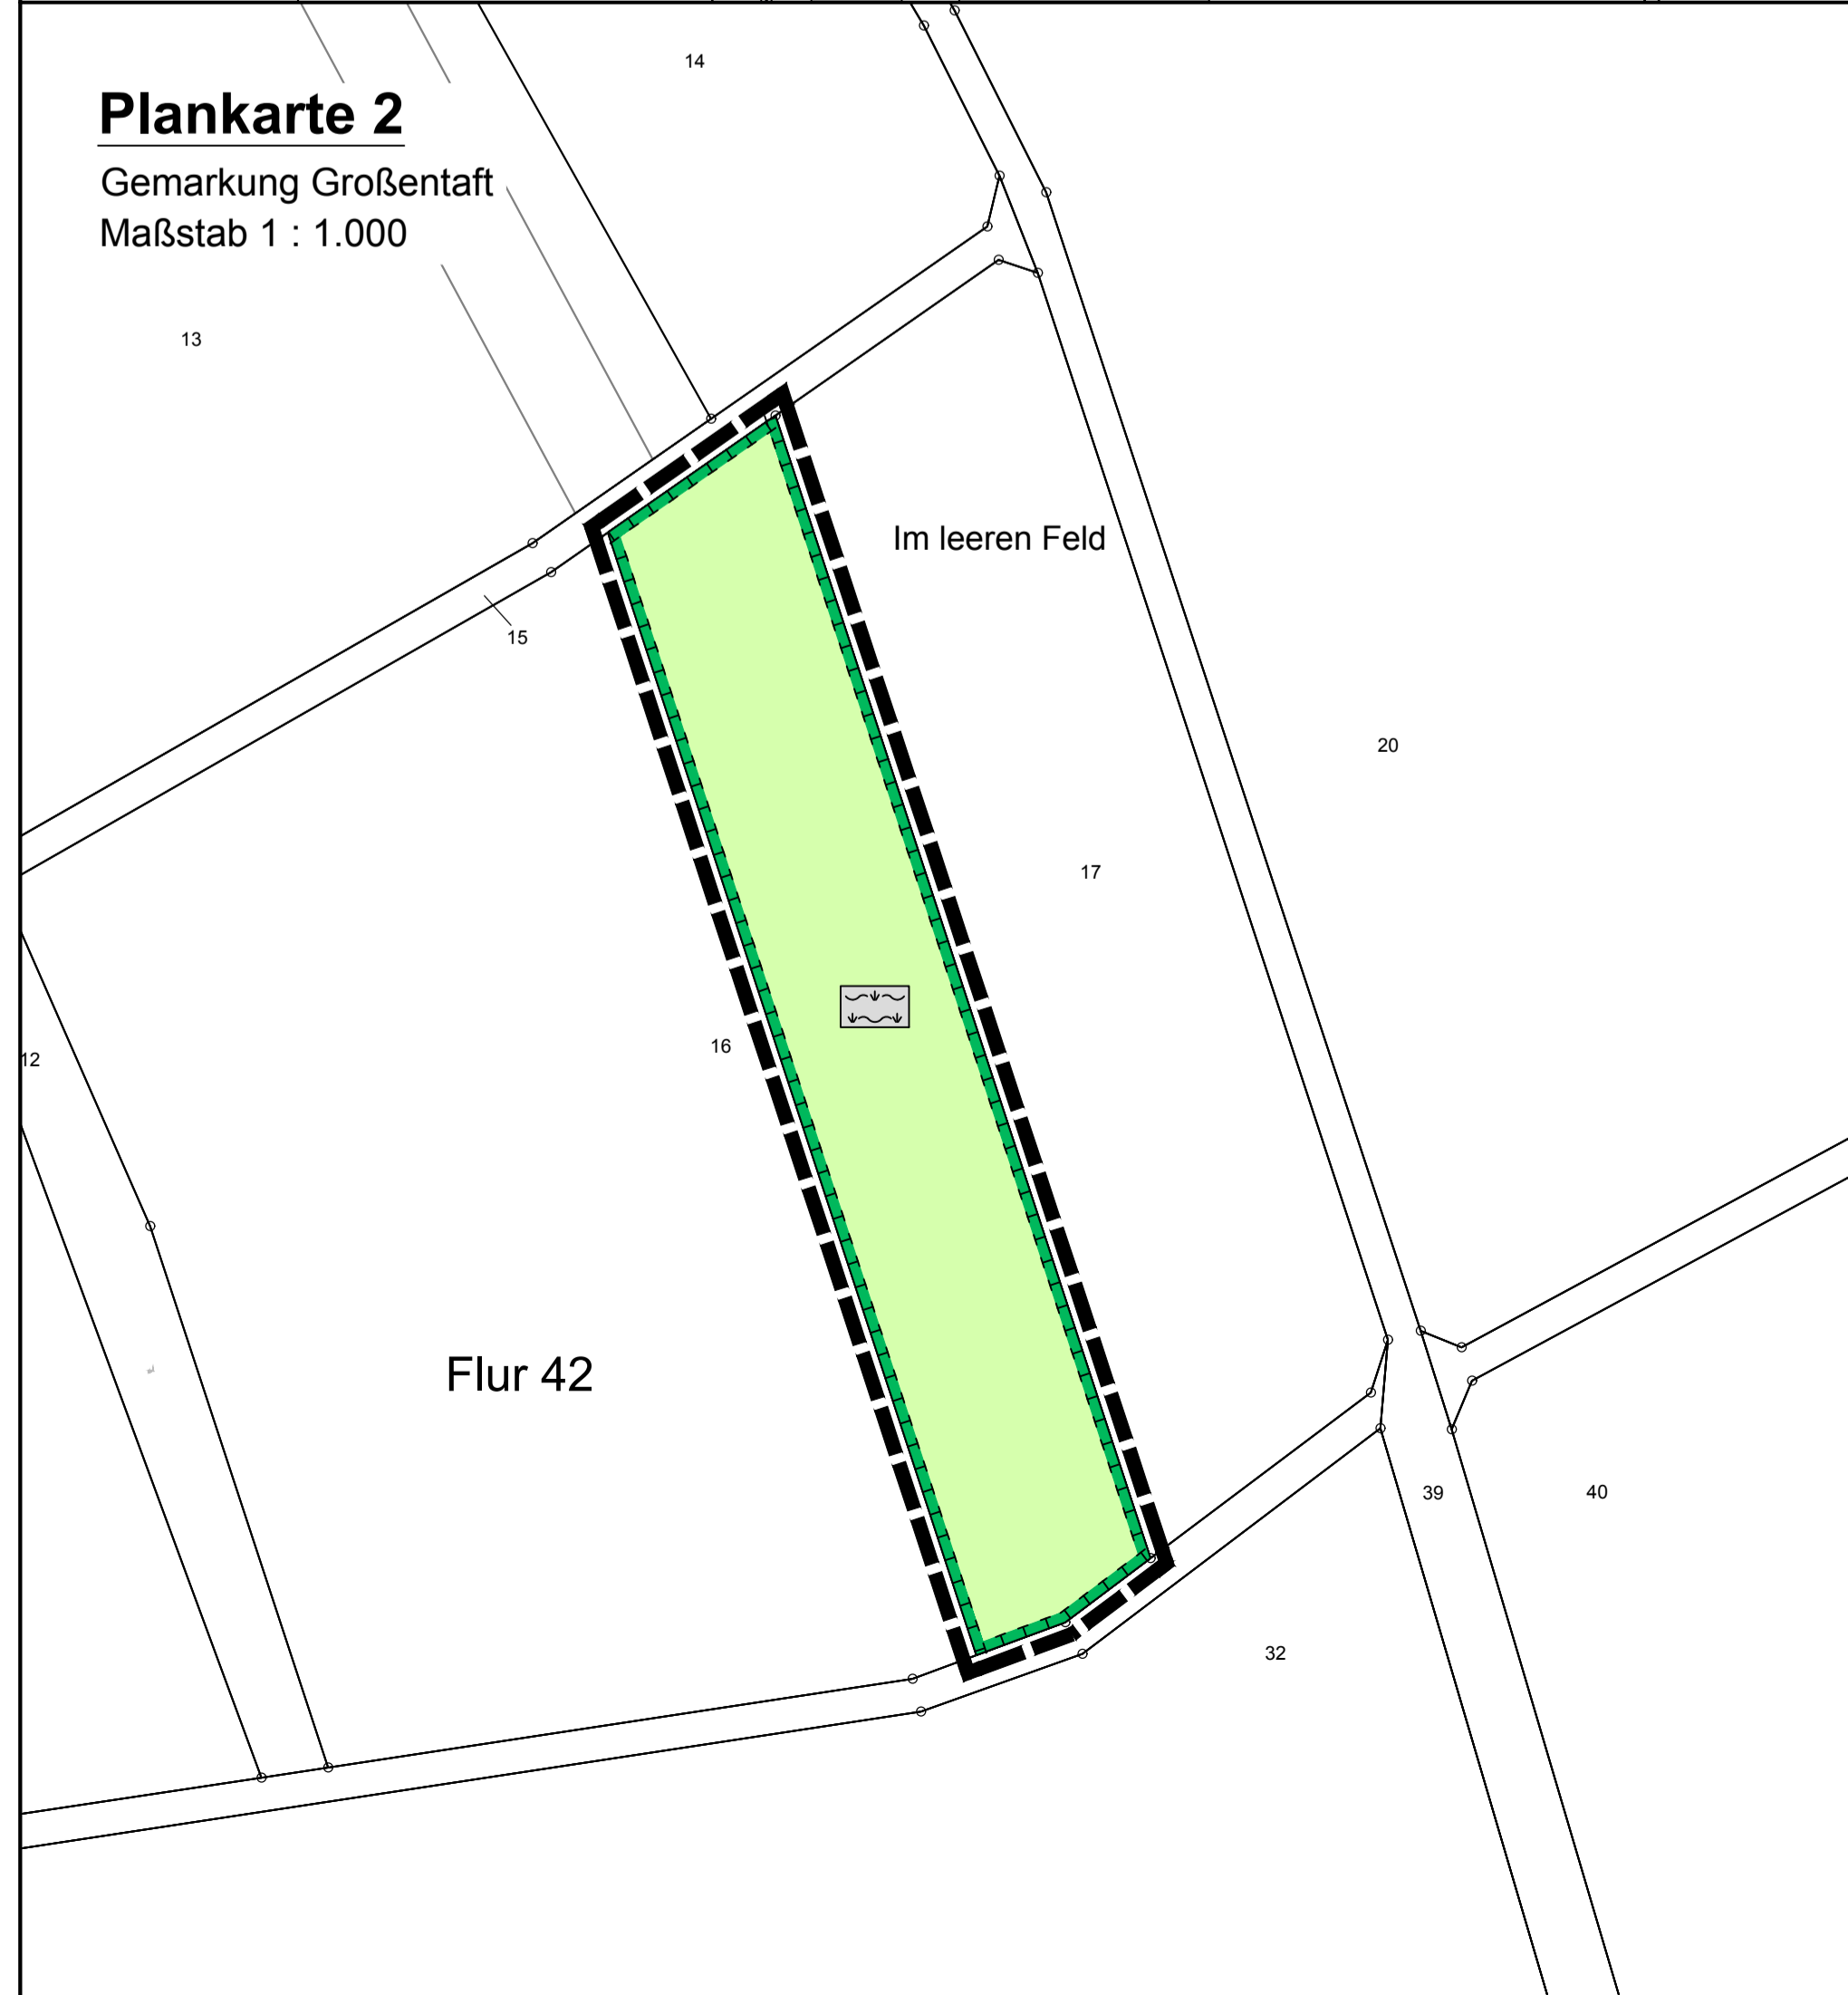 14
Plankarte 2
Gemarkung Großentaft
Maßstab 1 : 1.000
13
Im leeren Feld
15
20
17
16
12
Flur 42
39
40
32